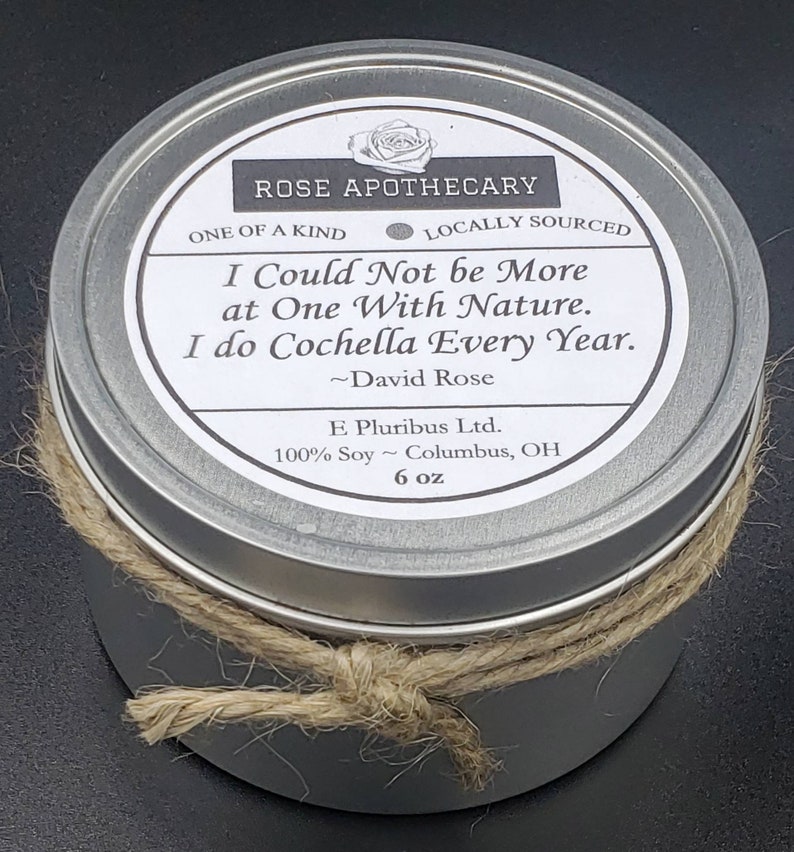 ROSE APOTHECARY
ONE OF A KIND LOCALLY SOURCED
I Could Not be More
at One With Nature.
I do Cochella Every Year.
~David Rose
E Pluribus Ltd.
100% Soy ~ Columbus, OH
6 oz